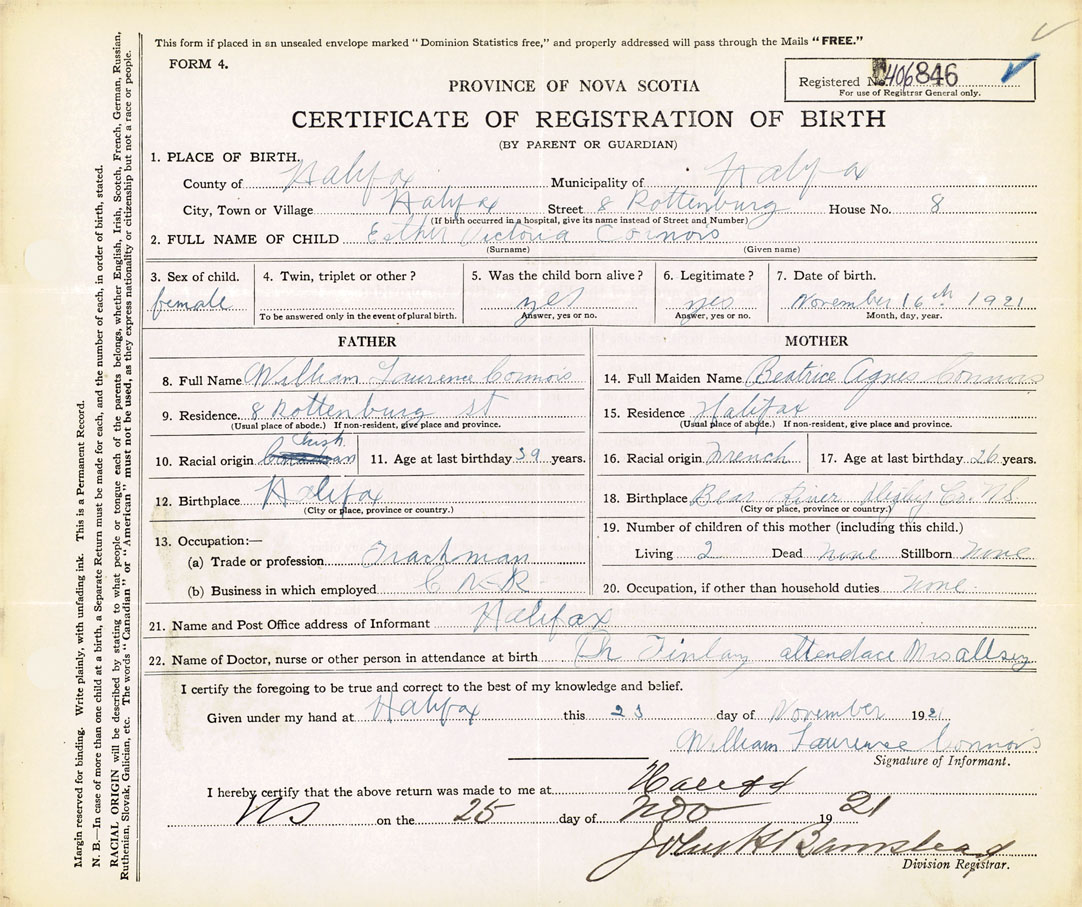 This form if placed in an unsealed envelope marked "Dominion Statistics free," and properly addressed will pass through the Mails "FREE."
FORM 4.
Registered No. 406846
For use of Registrar General only.
PROVINCE OF NOVA SCOTIA
CERTIFICATE OF REGISTRATION OF BIRTH
(BY PARENT OR GUARDIAN)
1. PLACE OF BIRTH.
County of Halifax Municipality of Halifax
City, Town or Village Halifax Street 8 Rottenburg House No. 8
(If birth occurred in a hospital, give its name instead of Street and Number)
2. FULL NAME OF CHILD Esther Victoria Connois
(Surname) (Given name)
3. Sex of child. 4. Twin, triplet or other? 5. Was the child born alive? 6. Legitimate? 7. Date of birth.
female yes yes November 16th 1921
To be answered only in the event of plural birth. Answer, yes or no. Answer, yes or no. Month, day, year.
FATHER
8. Full Name William Laurence Connois
9. Residence 8 Rottenburg st
(Usual place of abode.) If non-resident, give place and province.
10. Racial origin Irish 11. Age at last birthday 39 years.
12. Birthplace Halifax
(City or place, province or country.)
13. Occupation:—
(a) Trade or profession Trackman
(b) Business in which employed C N R
MOTHER
14. Full Maiden Name Beatrice Agnes Connors
15. Residence Halifax
(Usual place of abode.) If non-resident, give place and province.
16. Racial origin French 17. Age at last birthday 26 years.
18. Birthplace Bear River Digby Co. N.S.
(City or place, province or country.)
19. Number of children of this mother (including this child.)
Living 2 Dead None Stillborn None
20. Occupation, if other than household duties None
21. Name and Post Office address of Informant Halifax
22. Name of Doctor, nurse or other person in attendance at birth Dr Finlay attendace Mrs
I certify the foregoing to be true and correct to the best of my knowledge and belief.
Given under my hand at Halifax this 23 day of November 1921
William Laurence Connois
Signature of Informant.
I hereby certify that the above return was made to me at Halifax
NS on the 25 day of Nov 1921
John H Barnstead
Division Registrar.
Margin reserved for binding. Write plainly, with unfading ink. This is a Permanent Record.
N. B.—In case of more than one child at a birth, a Separate Return must be made for each, and the number of each, in order of birth, stated.
RACIAL ORIGIN will be described by stating to what people or tongue each of the parents belongs, whether English, Irish, Scotch, French, German, Russian,
Ruthenian, Slovak, Galician, etc. The words "Canadian" or "American" must not be used, as they express nationality or citizenship but not a race or people.